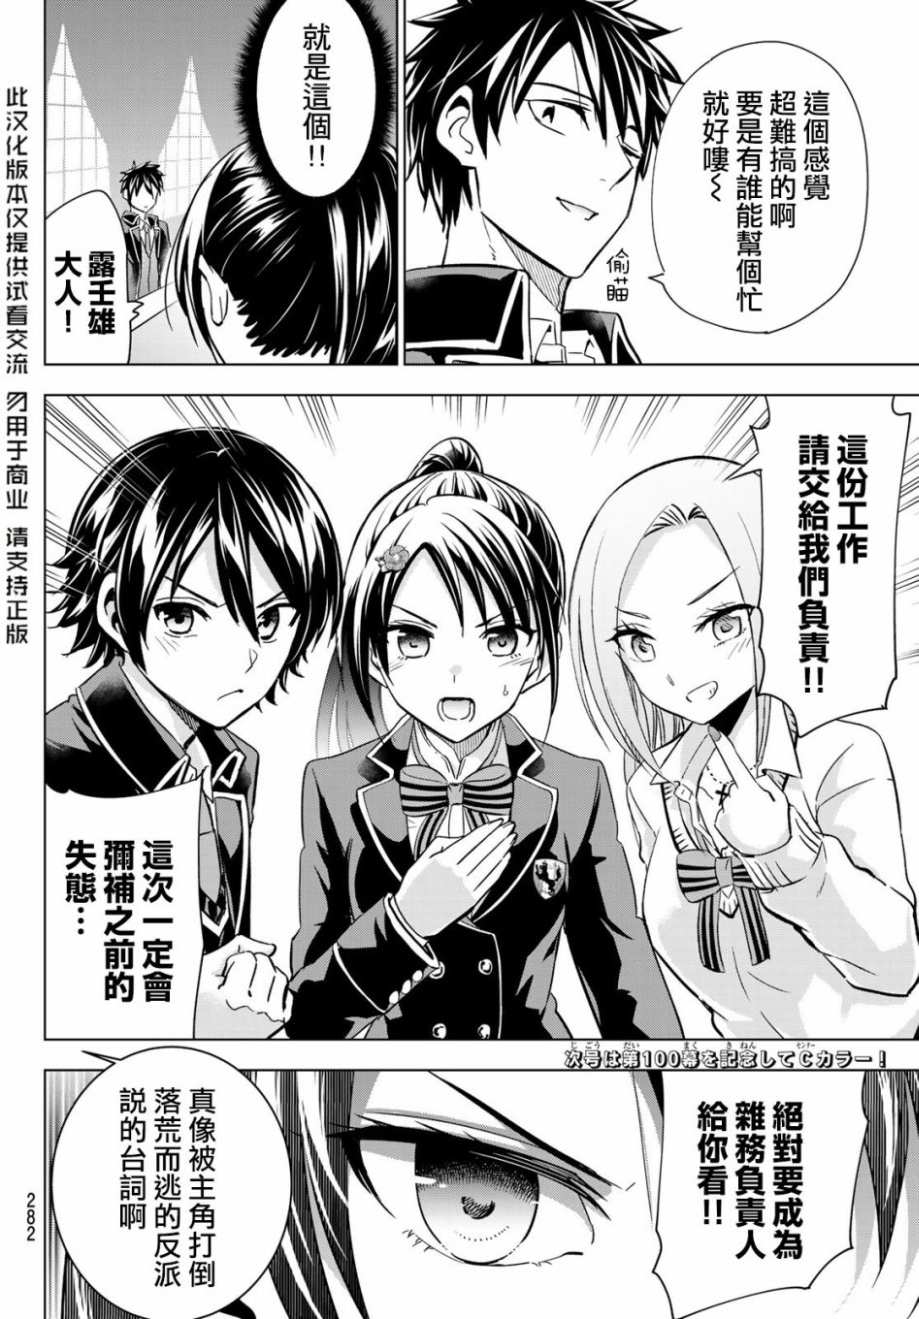 這個感覺
超難搞的啊
要是有誰能幫個忙
就好嘍～
偷瞄
就是這個!!
露壬雄
大人！
這份工作
請交給我們負責!!
這次一定會
彌補之前的
失態…
次号は第100幕を記念してCカラー！
絕對要成為
雜務負責人
給你看!!
真像被主角打倒
落荒而逃的反派
說的台詞啊
282
此汉化版本仅提供试看交流 勿用于商业 请支持正版